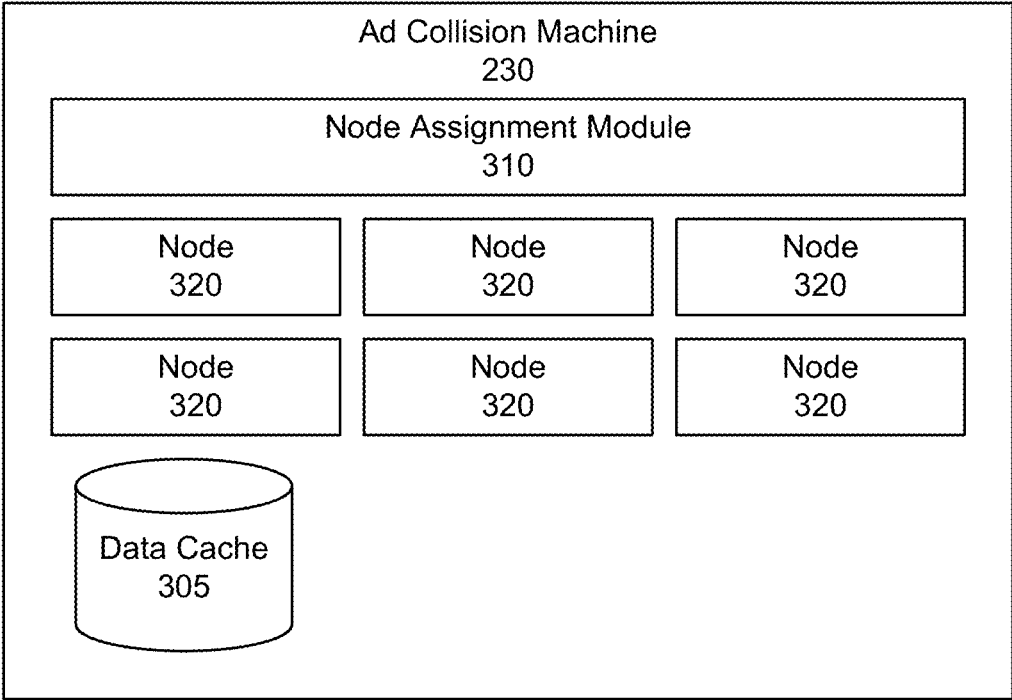 Ad Collision Machine
230
Node Assignment Module
310
Node
320
Node
320
Node
320
Node
320
Node
320
Node
320
Data Cache
305